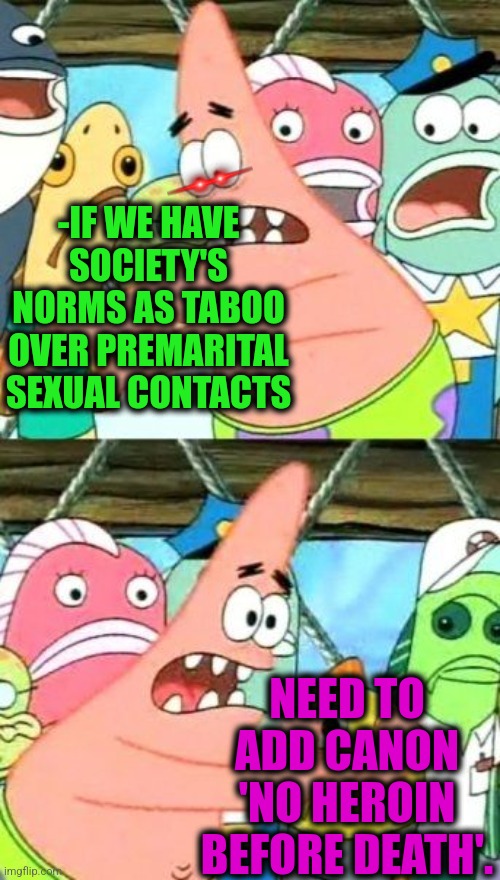 -IF WE HAVE
SOCIETY'S
NORMS AS TABOO
OVER PREMARITAL
SEXUAL CONTACTS
NEED TO
ADD CANON
'NO HEROIN
BEFORE DEATH'.
imgflip.com